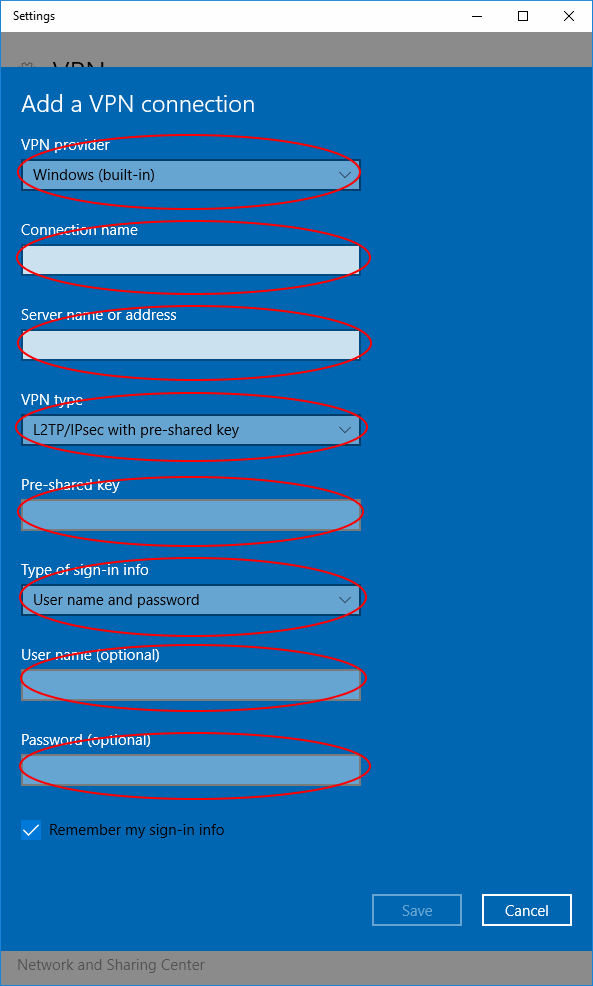 Settings
VPN
Add a VPN connection
VPN provider
Windows (built-in)
Connection name
Server name or address
VPN type
L2TP/IPsec with pre-shared key
Pre-shared key
Type of sign-in info
User name and password
User name (optional)
Password (optional)
Remember my sign-in info
Save
Cancel
Network and Sharing Center